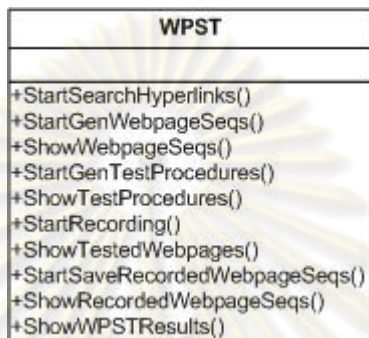 WPST
+StartSearchHyperlinks()
+StartGenWebpageSeqs()
+ShowWebpageSeqs()
+StartGenTestProcedures()
+ShowTestProcedures()
+StartRecording()
+ShowTestedWebpages()
+StartSaveRecordedWebpageSeqs()
+ShowRecordedWebpageSeqs()
+ShowWPSTResults()